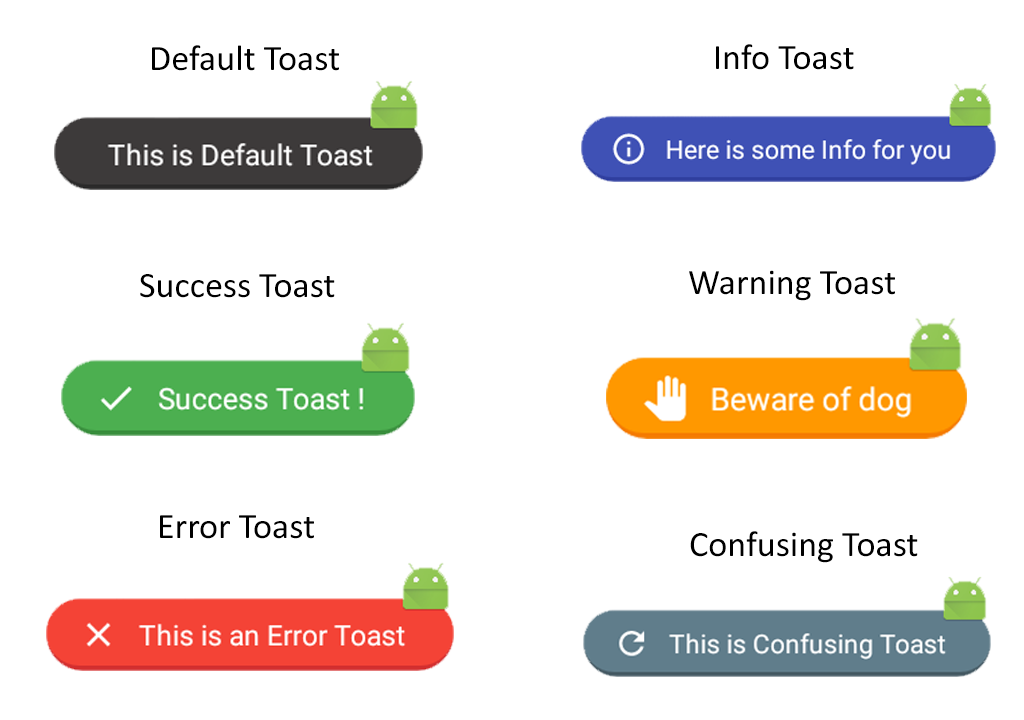 Default Toast
This is Default Toast
Info Toast
Here is some Info for you
Success Toast
Success Toast !
Warning Toast
Beware of dog
Error Toast
This is an Error Toast
Confusing Toast
This is Confusing Toast